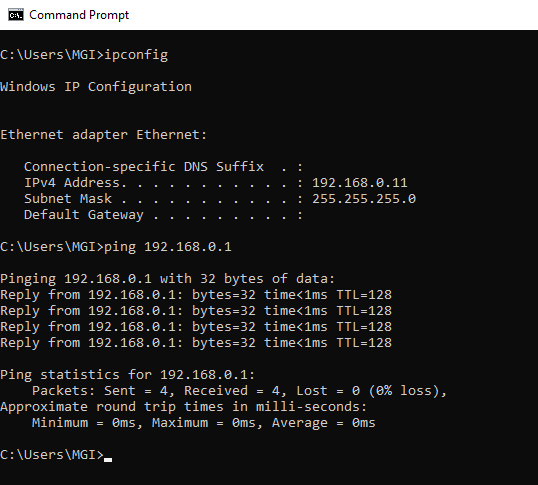 Command Prompt
C:\Users\MGI>ipconfig
Windows IP Configuration
Ethernet adapter Ethernet:
   Connection-specific DNS Suffix  . :
   IPv4 Address. . . . . . . . . . . : 192.168.0.11
   Subnet Mask . . . . . . . . . . . : 255.255.255.0
   Default Gateway . . . . . . . . . :
C:\Users\MGI>ping 192.168.0.1
Pinging 192.168.0.1 with 32 bytes of data:
Reply from 192.168.0.1: bytes=32 time<1ms TTL=128
Reply from 192.168.0.1: bytes=32 time<1ms TTL=128
Reply from 192.168.0.1: bytes=32 time<1ms TTL=128
Reply from 192.168.0.1: bytes=32 time<1ms TTL=128
Ping statistics for 192.168.0.1:
    Packets: Sent = 4, Received = 4, Lost = 0 (0% loss),
Approximate round trip times in milli-seconds:
    Minimum = 0ms, Maximum = 0ms, Average = 0ms
C:\Users\MGI>